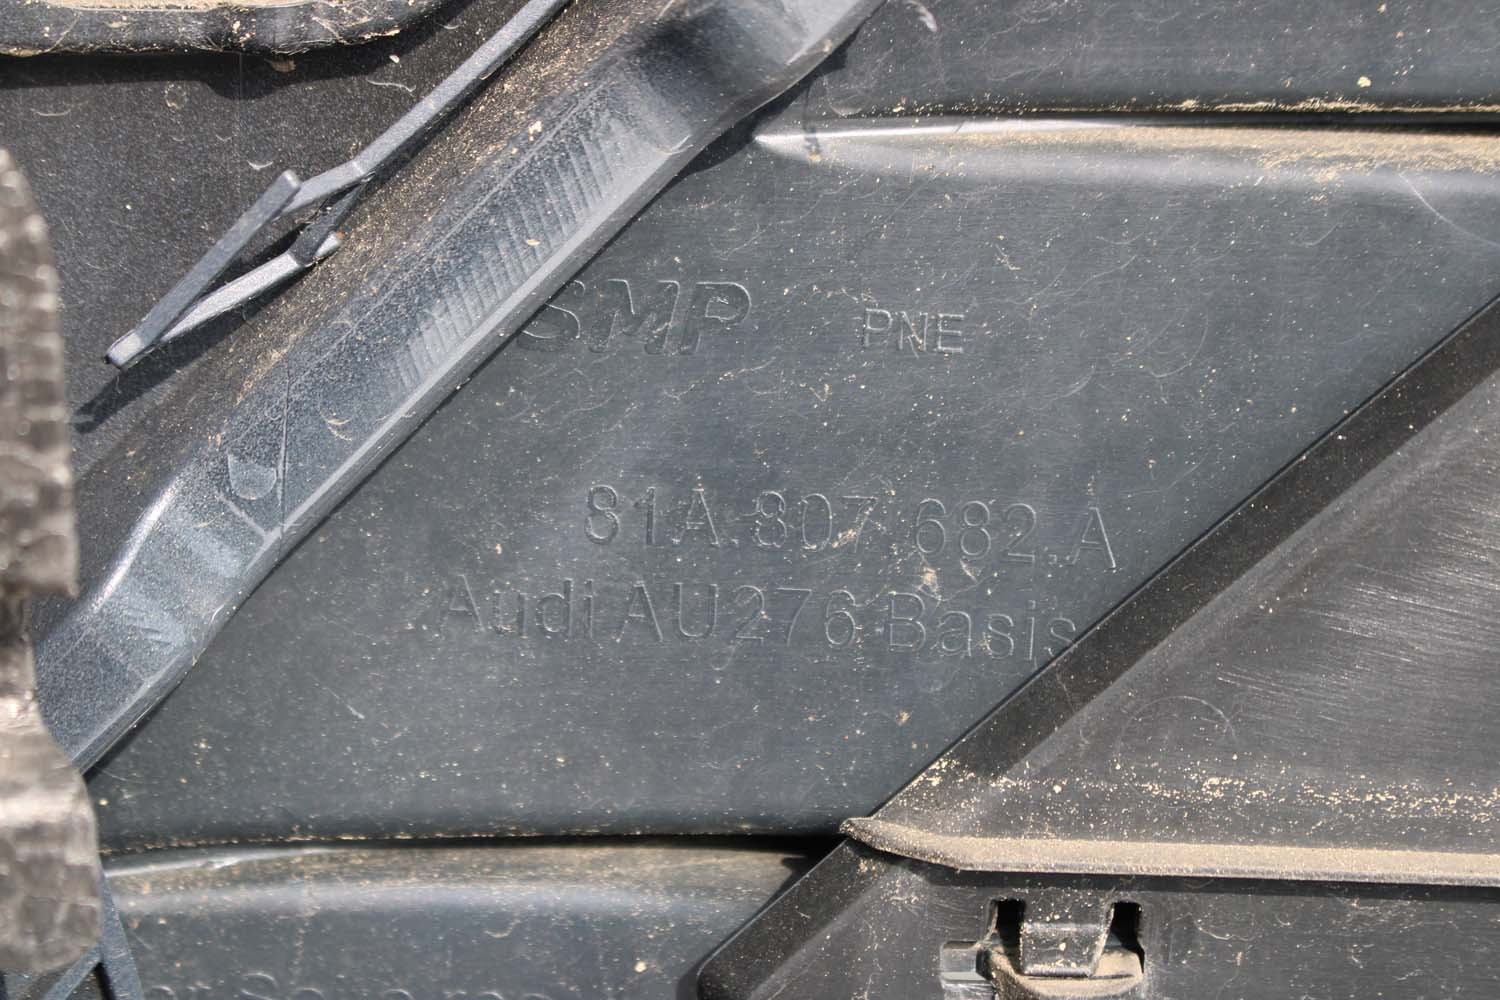 SMP PNE
81A.807.682.A
Audi AU276 Basis